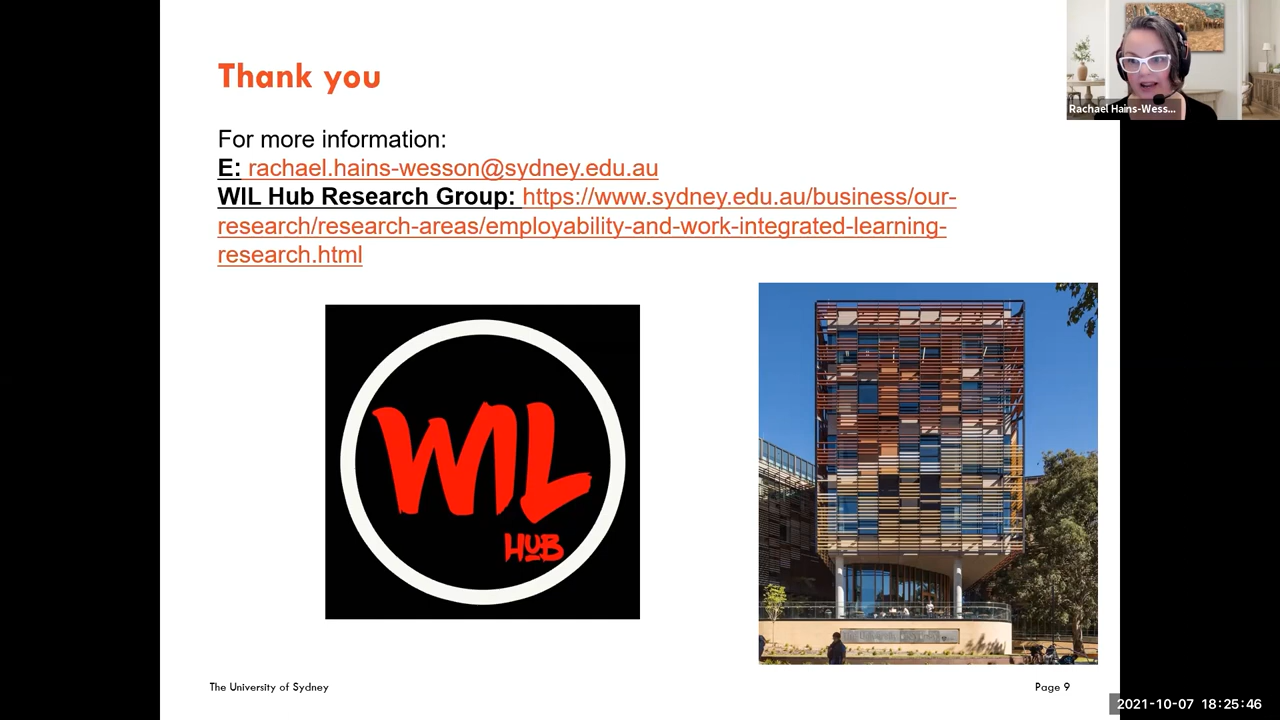 Thank you
Rachael Hains-Wess...
For more information:
E: rachael.hains-wesson@sydney.edu.au
WIL Hub Research Group: https://www.sydney.edu.au/business/our-
research/research-areas/employability-and-work-integrated-learning-
research.html
WIL
HUB
The University of Sydney
Page 9
2021-10-07 18:25:46